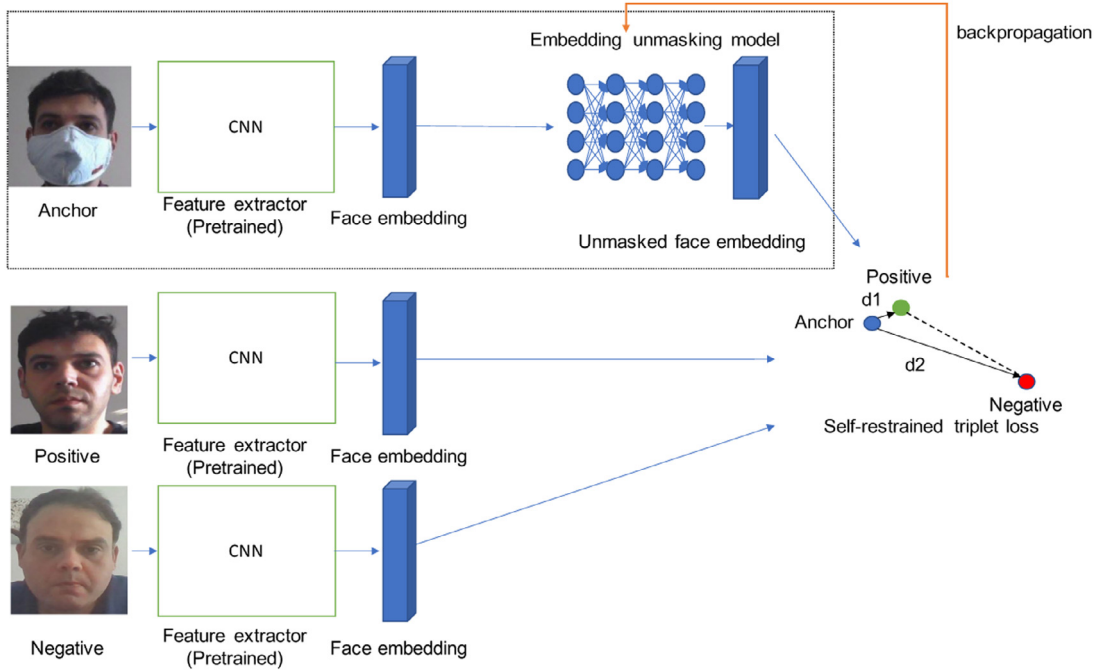 backpropagation
Embedding unmasking model
CNN
Anchor
Feature extractor
(Pretrained)
Face embedding
Unmasked face embedding
Positive
d1
Anchor
d2
Negative
Self-restrained triplet loss
CNN
Positive
Feature extractor
(Pretrained)
Face embedding
CNN
Negative
Feature extractor
(Pretrained)
Face embedding